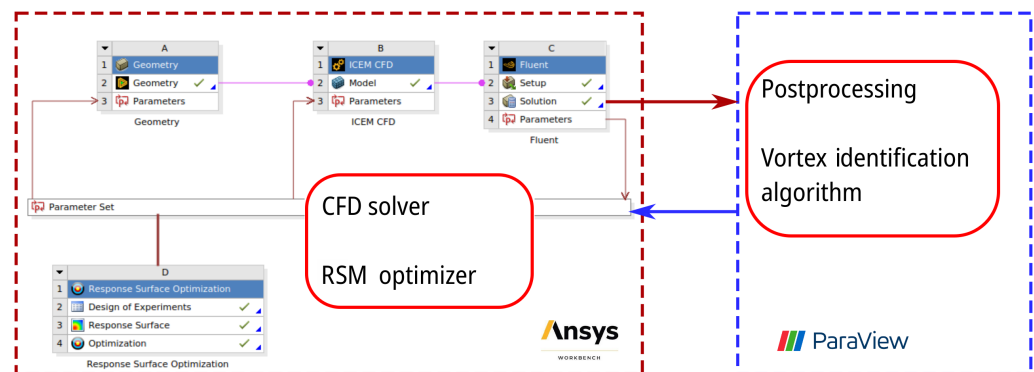 A
1 Geometry
2 Geometry
3 Parameters
Geometry
B
1 ICEM CFD
2 Model
3 Parameters
ICEM CFD
C
1 Fluent
2 Setup
3 Solution
4 Parameters
Fluent
Parameter Set
CFD solver
RSM optimizer
D
1 Response Surface Optimization
2 Design of Experiments
3 Response Surface
4 Optimization
Response Surface Optimization
Ansys
WORKBENCH
Postprocessing
Vortex identification
algorithm
ParaView